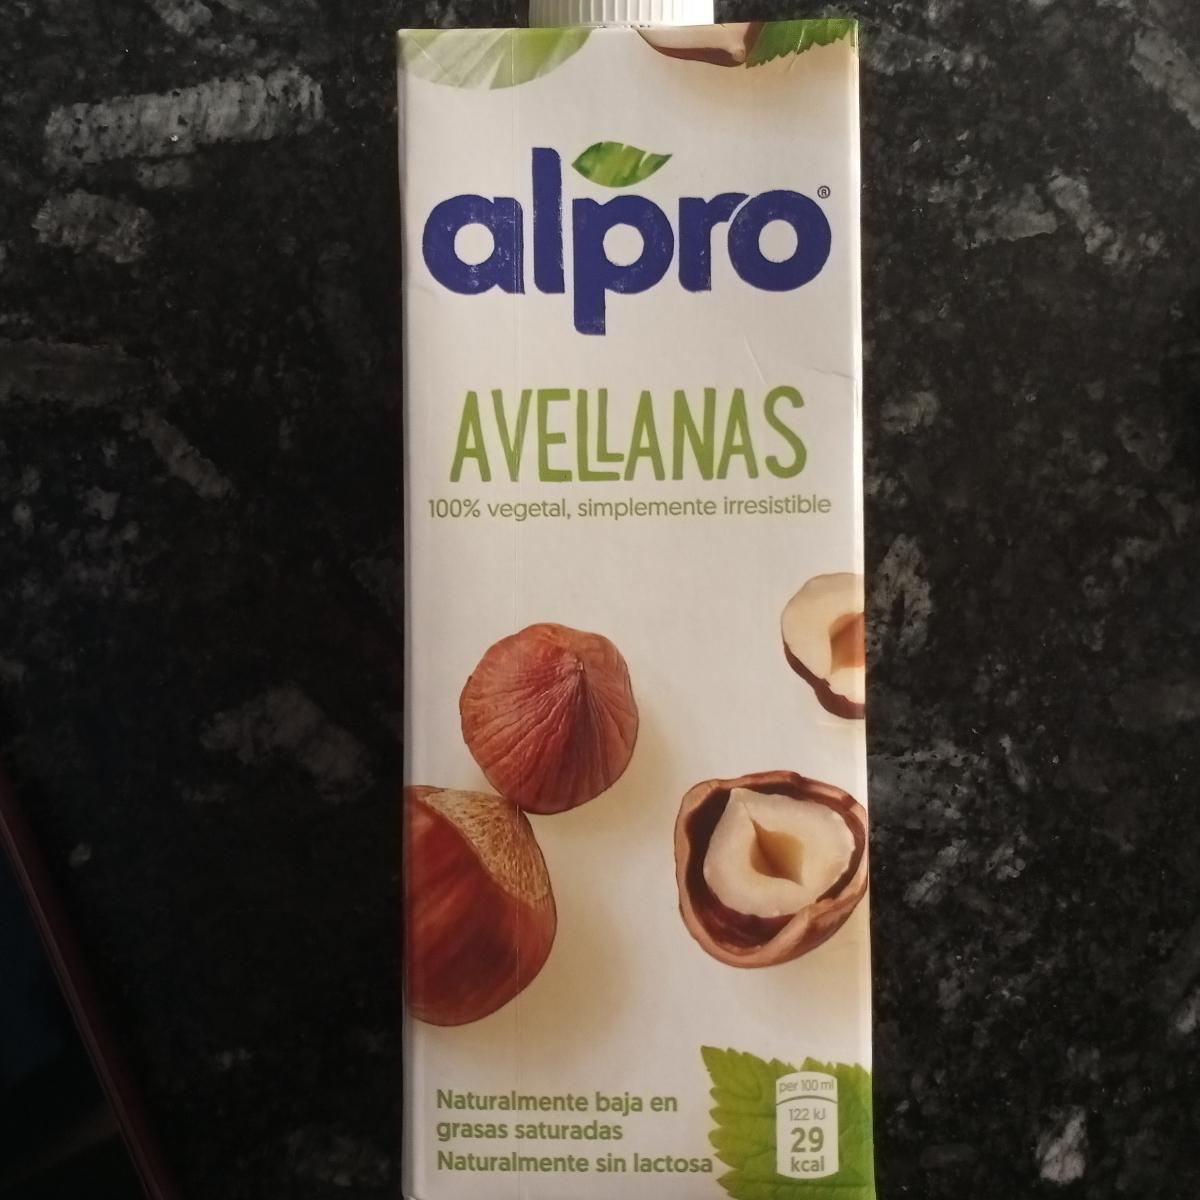 alpro®
AVELLANAS
100% vegetal, simplemente irresistible
Naturalmente baja en
grasas saturadas
Naturalmente sin lactosa
per 100 ml
122 kJ
29
kcal